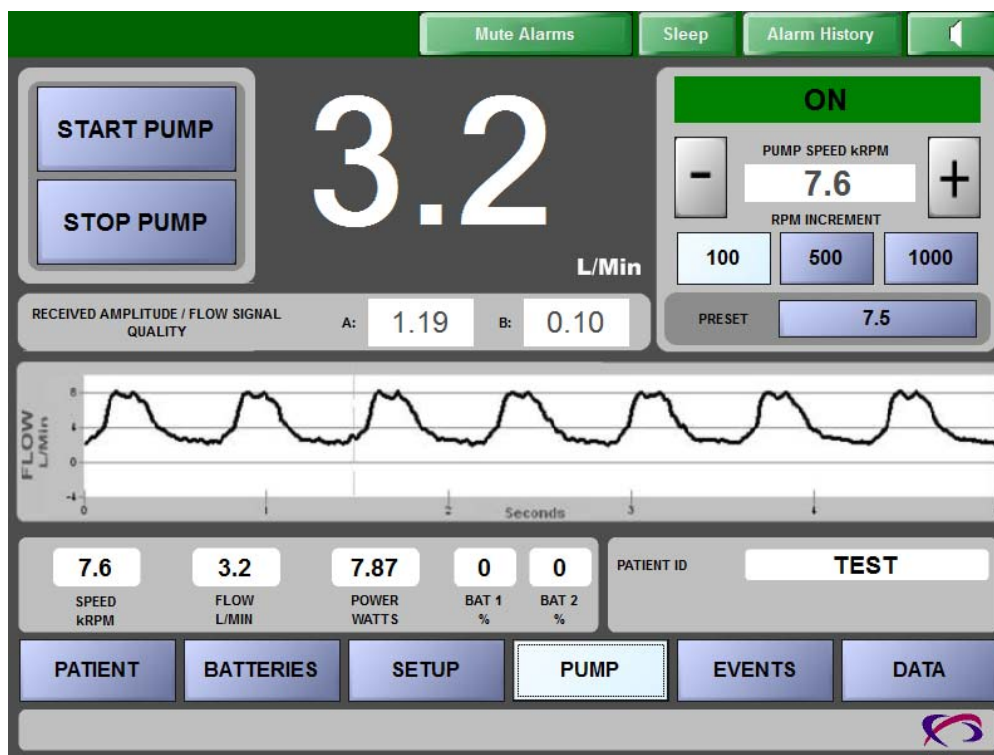 Mute Alarms
Sleep
Alarm History
START PUMP
STOP PUMP
3.2
L/Min
ON
PUMP SPEED kRPM
-
7.6
+
RPM INCREMENT
100
500
1000
PRESET
7.5
RECEIVED AMPLITUDE / FLOW SIGNAL
QUALITY
A:
1.19
B:
0.10
FLOW
L/Min
8
4
0
-4
0
1
2
3
4
Seconds
7.6
3.2
7.87
0
0
SPEED
kRPM
FLOW
L/MIN
POWER
WATTS
BAT 1
%
BAT 2
%
PATIENT ID
TEST
PATIENT
BATTERIES
SETUP
PUMP
EVENTS
DATA